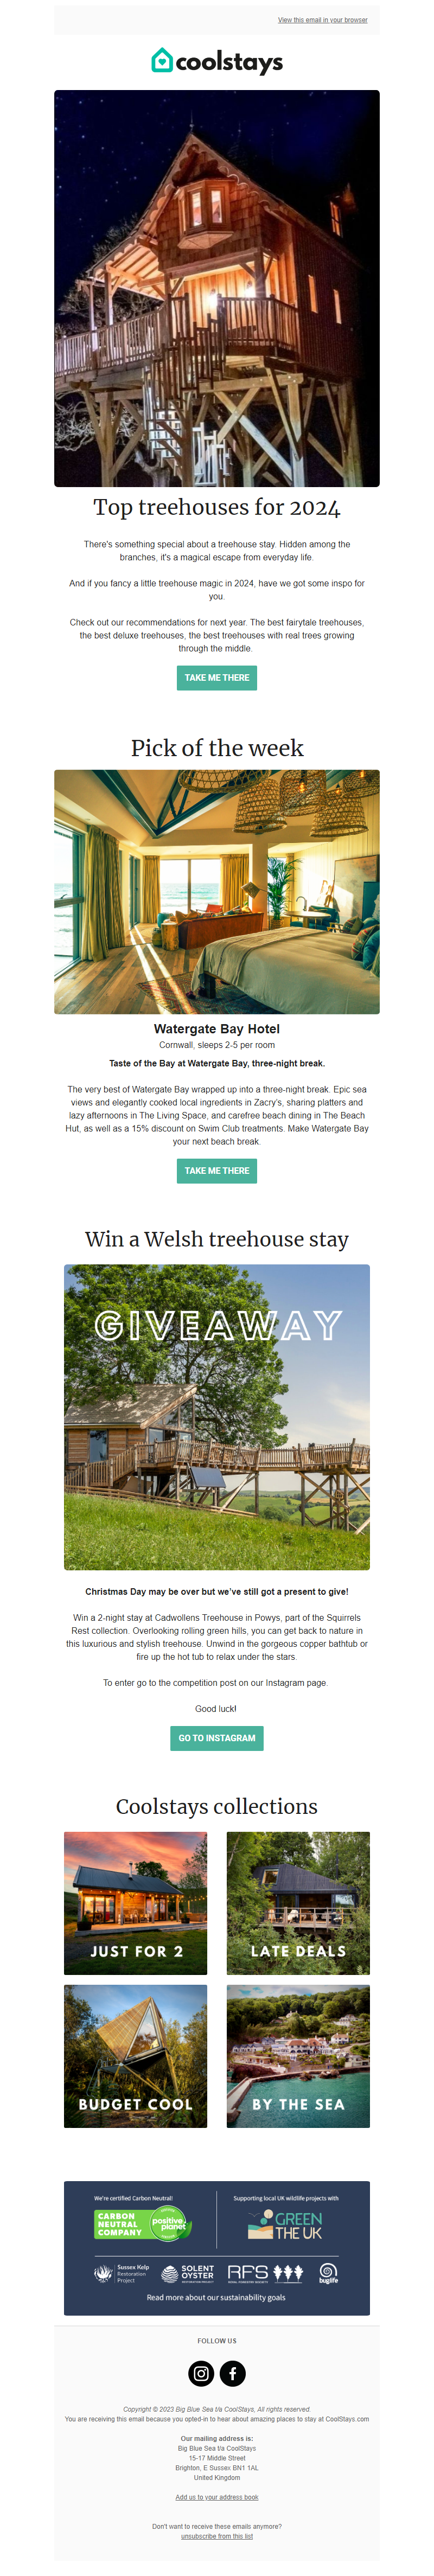 View this email in your browser
coolstays
Top treehouses for 2024
There's something special about a treehouse stay. Hidden among the
branches, it's a magical escape from everyday life.
And if you fancy a little treehouse magic in 2024, have we got some inspo for
you.
Check out our recommendations for next year. The best fairytale treehouses,
the best deluxe treehouses, the best treehouses with real trees growing
through the middle.
TAKE ME THERE
Pick of the week
Watergate Bay Hotel
Cornwall, sleeps 2-5 per room
Taste of the Bay at Watergate Bay, three-night break.
The very best of Watergate Bay wrapped up into a three-night break. Epic sea
views and elegantly cooked local ingredients in Zacry's, sharing platters and
lazy afternoons in The Living Space, and carefree beach dining in The Beach
Hut, as well as a 15% discount on Swim Club treatments. Make Watergate Bay
your next beach break.
TAKE ME THERE
Win a Welsh treehouse stay
GIVEAWAY
Christmas Day may be over but we've still got a present to give!
Win a 2-night stay at Cadwollens Treehouse in Powys, part of the Squirrels
Rest collection. Overlooking rolling green hills, you can get back to nature in
this luxurious and stylish treehouse. Unwind in the gorgeous copper bathtub or
fire up the hot tub to relax under the stars.
To enter go to the competition post on our Instagram page.
Good luck!
GO TO INSTAGRAM
Coolstays collections
JUST FOR 2
LATE DEALS
BUDGET COOL
BY THE SEA
We're certified Carbon Neutral!
CARBON
NEUTRAL
COMPANY
positive
planet
Supporting local UK wildlife projects with
GREEN
THE UK
Sussex Kelp
Restoration
Project
SOLENT
OYSTER
RESTORATION PROJECT
RFS
ROYAL FORESTRY SOCIETY
buglife
Read more about our sustainability goals
FOLLOW US
Copyright © 2023 Big Blue Sea t/a CoolStays, All rights reserved.
You are receiving this email because you opted-in to hear about amazing places to stay at CoolStays.com
Our mailing address is:
Big Blue Sea t/a CoolStays
15-17 Middle Street
Brighton, E Sussex BN1 1AL
United Kingdom
Add us to your address book
Don't want to receive these emails anymore?
unsubscribe from this list